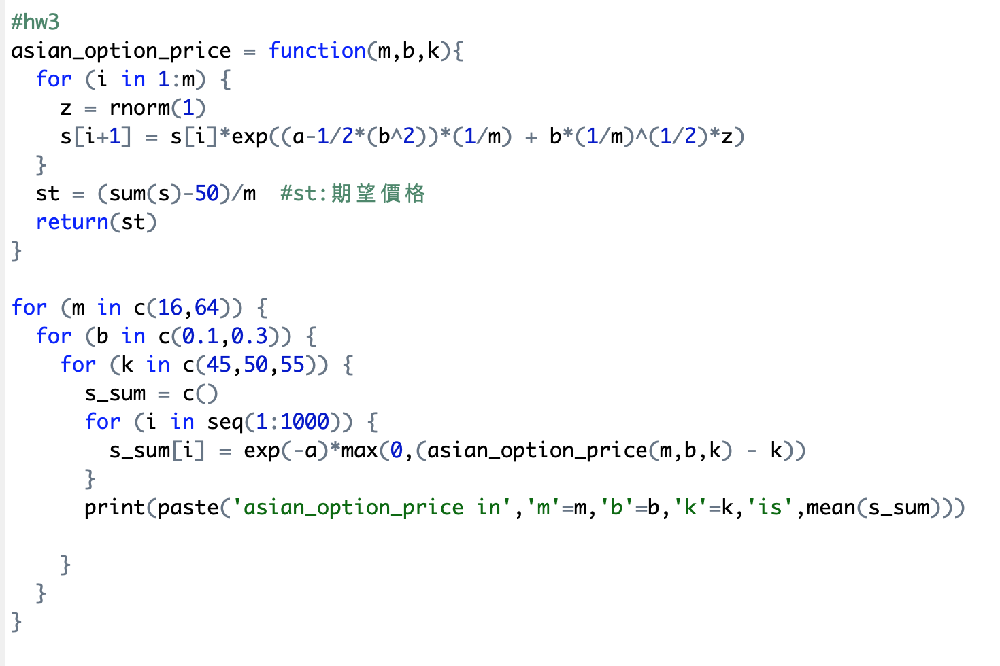 #hw3
asian_option_price = function(m,b,k){
  for (i in 1:m) {
    z = rnorm(1)
    s[i+1] = s[i]*exp((a-1/2*(b^2))*(1/m) + b*(1/m)^(1/2)*z)
  }
  st = (sum(s)-50)/m  #st:期望價格
  return(st)
}

for (m in c(16,64)) {
  for (b in c(0.1,0.3)) {
    for (k in c(45,50,55)) {
      s_sum = c()
      for (i in seq(1:1000)) {
        s_sum[i] = exp(-a)*max(0,(asian_option_price(m,b,k) - k))
      }
      print(paste('asian_option_price in','m'=m,'b'=b,'k'=k,'is',mean(s_sum)))

    }
  }
}